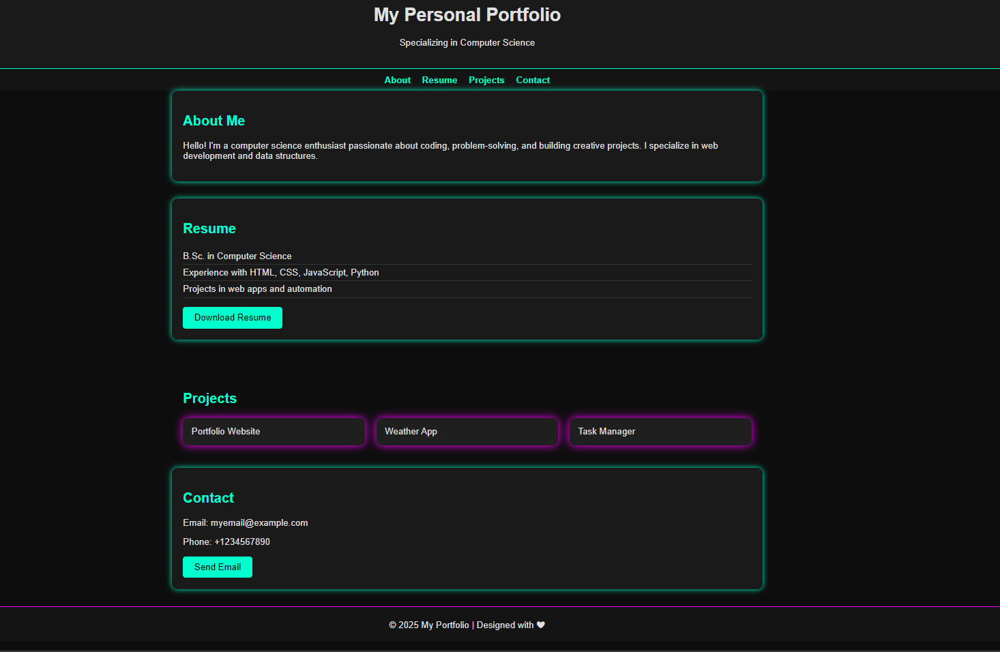 My Personal Portfolio
Specializing in Computer Science
About Resume Projects Contact
About Me
Hello! I'm a computer science enthusiast passionate about coding, problem-solving, and building creative projects. I specialize in web
development and data structures.
Resume
B.Sc. in Computer Science
Experience with HTML, CSS, JavaScript, Python
Projects in web apps and automation
Download Resume
Projects
Portfolio Website
Weather App
Task Manager
Contact
Email: myemail@example.com
Phone: +1234567890
Send Email
© 2025 My Portfolio | Designed with 🤍